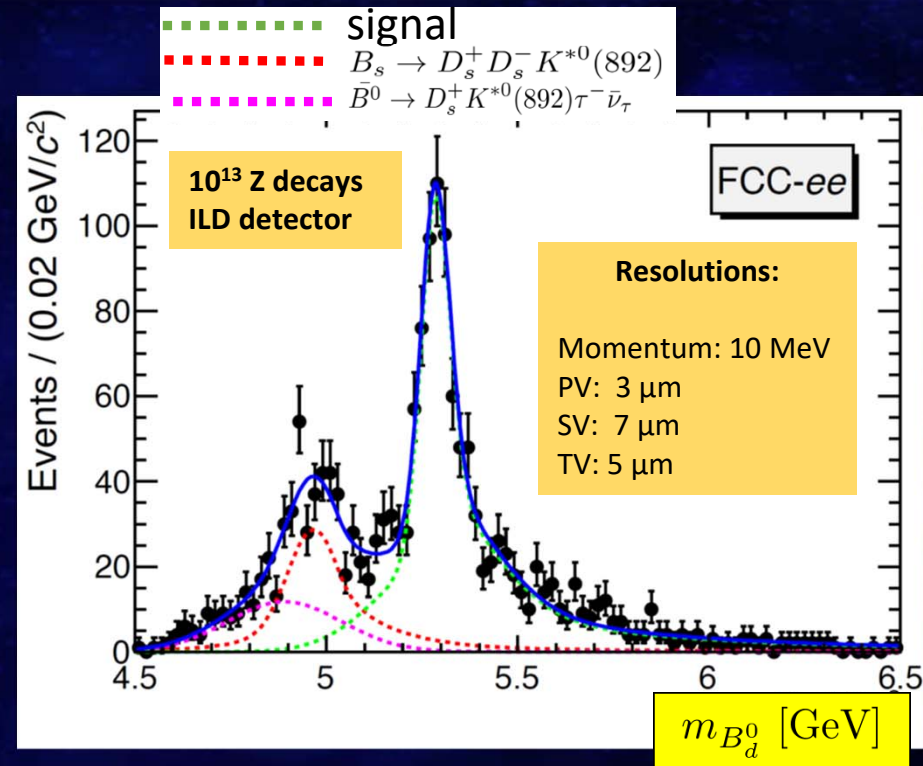 signal
B_s → D_s^+ D_s^- K^{*0}(892)
\bar{B}^0 → D_s^+ K^{*0}(892)τ^- \bar{ν}_τ
Events / (0.02 GeV/c²)
120
100
80
60
40
20
0
10¹³ Z decays
ILD detector
FCC-ee
Resolutions:
Momentum: 10 MeV
PV: 3 µm
SV: 7 µm
TV: 5 µm
4.5 5 5.5 6 6.5
m_{B_d^0} [GeV]